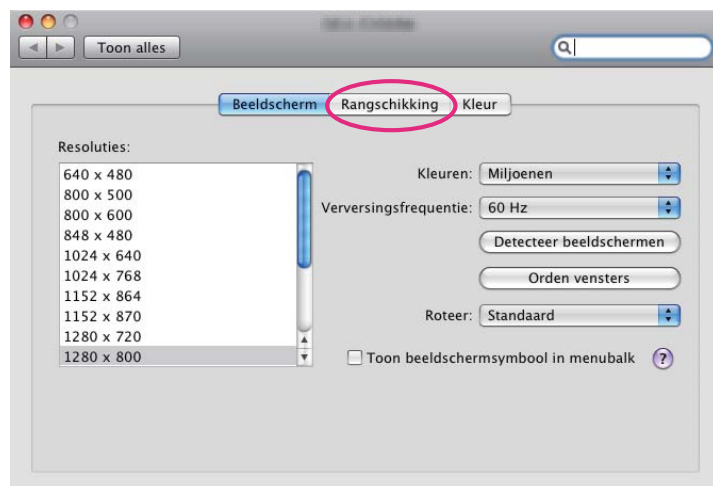 Toon alles
Beeldscherm Rangschikking Kleur
Resoluties:
640 x 480
800 x 500
800 x 600
848 x 480
1024 x 640
1024 x 768
1152 x 864
1152 x 870
1280 x 720
1280 x 800
Kleuren: Miljoenen
Verversingsfrequentie: 60 Hz
Detecteer beeldschermen
Orden vensters
Roteer: Standaard
Toon beeldschermsymbool in menubalk ?